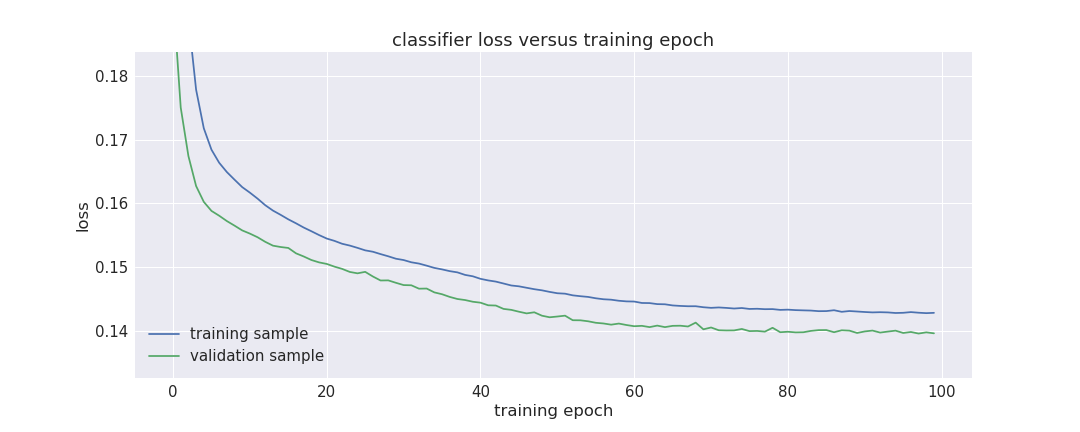 classifier loss versus training epoch
0.18
0.17
0.16
0.15
0.14
loss
training sample
validation sample
0 20 40 60 80 100
training epoch